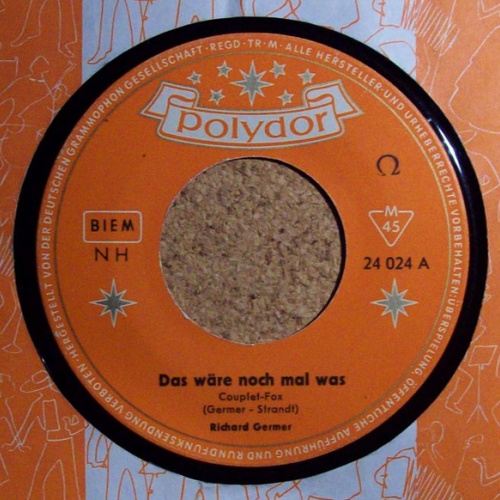 HERGESTELLT VON DER DEUTSCHEN GRAMMOPHON GESELLSCHAFT · REGD · TR · M · ALLE HERSTELLER- UND URHEBERRECHTE VORBEHALTEN · ÜBERSPIELUNG ÖFFENTLICHE AUFFÜHRUNG UND RUNDFUNKSENDUNG VERBOTEN ·
Polydor
Ω
BIEM
NH
M
45
24 024 A
Das wäre noch mal was
Couplet-Fox
(Germer - Strandt)
Richard Germer